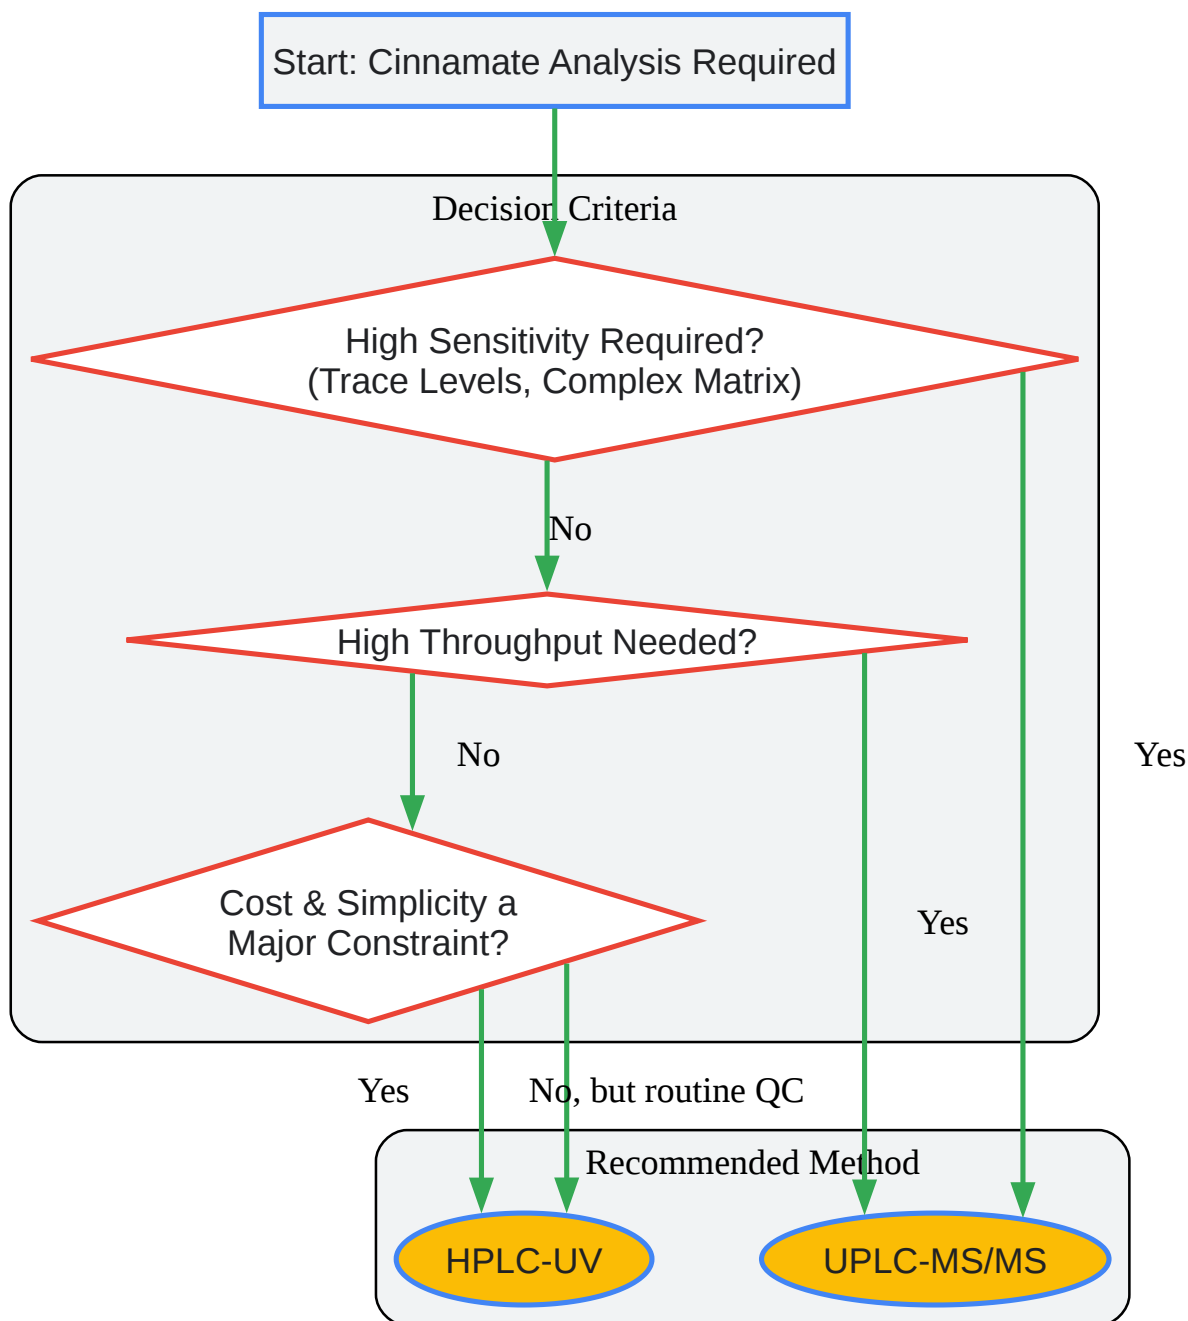 Start: Cinnamate Analysis Required
Decision Criteria
High Sensitivity Required?
(Trace Levels, Complex Matrix)
No
High Throughput Needed?
No
Yes
Cost & Simplicity a
Major Constraint?
Yes
Yes
No, but routine QC
Recommended Method
HPLC-UV
UPLC-MS/MS